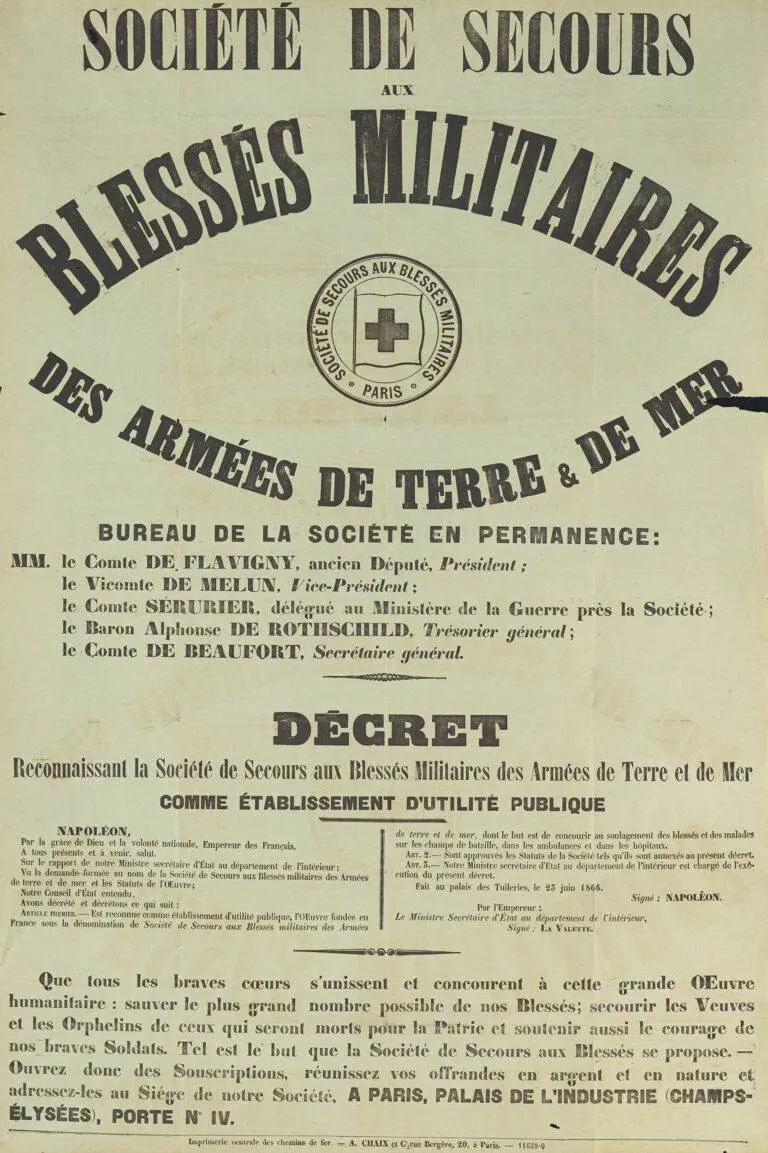 SOCIÉTÉ DE SECOURS
AUX
BLESSÉS MILITAIRES
SOCIÉTÉ DE SECOURS AUX BLESSÉS MILITAIRES
PARIS
DES ARMÉES DE TERRE & DE MER
BUREAU DE LA SOCIÉTÉ EN PERMANENCE:
MM. le Comte DE FLAVIGNY, ancien Député, Président;
le Vicomte DE MELUN, Vice-Président;
le Comte SÉRURIER, délégué au Ministère de la Guerre près la Société;
le Baron Alphonse DE ROTHSCHILD, Trésorier général;
le Comte DE BEAUFORT, Secrétaire général.
DÉCRET
Reconnaissant la Société de Secours aux Blessés Militaires des Armées de Terre et de Mer
COMME ÉTABLISSEMENT D'UTILITÉ PUBLIQUE
NAPOLÉON,
Par la grâce de Dieu et la volonté nationale, Empereur des Français,
A tous présents et à venir, salut.
Sur le rapport de notre Ministre secrétaire d'État au département de l'intérieur;
Vu la demande formée au nom de la Société de Secours aux Blessés militaires des Armées
de terre et de mer et les Statuts de l'OEuvre;
Notre Conseil d'État entendu,
Avons décrété et décrétons ce qui suit:
ARTICLE PREMIER. — Est reconnue comme établissement d'utilité publique, l'OEuvre fondée en
France sous la dénomination de Société de Secours aux Blessés militaires des Armées
de terre et de mer, dont le but est de concourir au soulagement des blessés et des malades
sur les champs de bataille, dans les ambulances et dans les hôpitaux.
ART. 2. — Sont approuvés les Statuts de la Société tels qu'ils sont annexés au présent décret.
ART. 3. — Notre Ministre secrétaire d'État au département de l'intérieur est chargé de l'exé-
cution du présent décret.
Fait au palais des Tuileries, le 23 juin 1866.
Signé: NAPOLÉON.
Par l'Empereur:
Le Ministre Secrétaire d'État au département de l'intérieur,
Signé: LA VALETTE.
Que tous les braves cœurs s'unissent et concourent à cette grande OEuvre
humanitaire: sauver le plus grand nombre possible de nos Blessés; secourir les Veuves
et les Orphelins de ceux qui seront morts pour la Patrie et soutenir aussi le courage de
nos braves Soldats. Tel est le but que la Société de Secours aux Blessés se propose. —
Ouvrez donc des Souscriptions, réunissez vos offrandes en argent et en nature et
adressez-les au Siége de notre Société, A PARIS, PALAIS DE L'INDUSTRIE (CHAMPS-
ÉLYSÉES), PORTE N° IV.
Imprimerie centrale des chemins de fer. — A. CHAIX et Cie, rue Bergère, 20, à Paris. — 11638-0